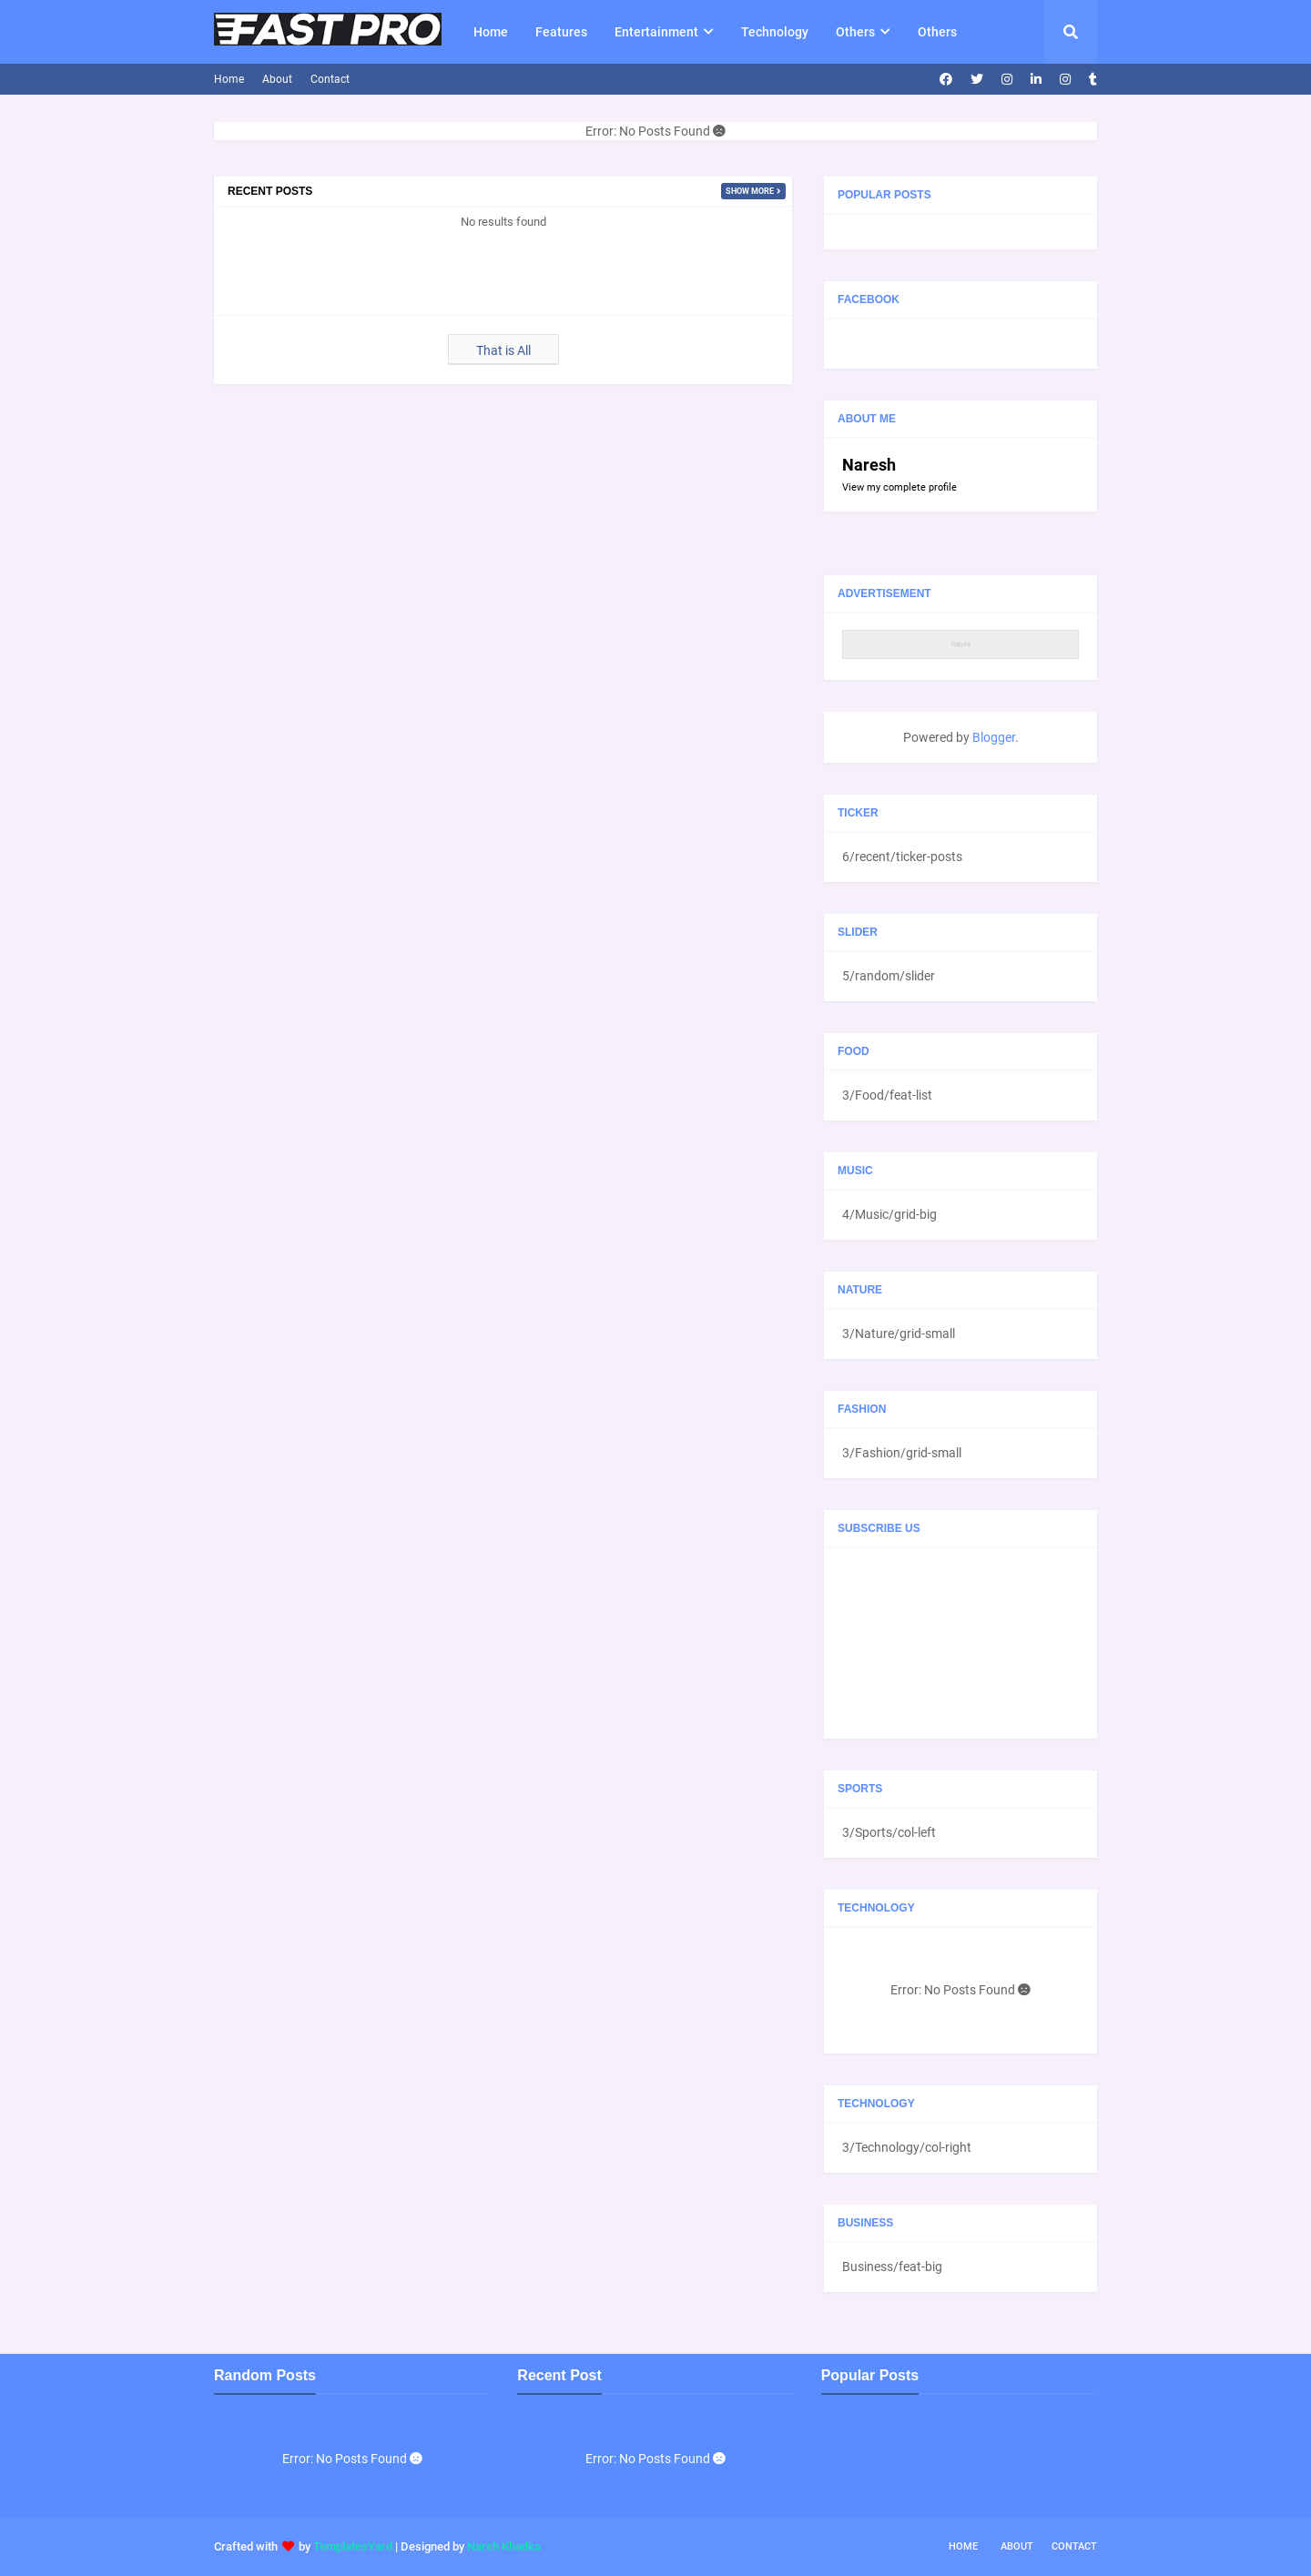 FAST PRO
Home Features Entertainment Technology Others Others
Home About Contact
Error: No Posts Found
RECENT POSTS
SHOW MORE
No results found
That is All
POPULAR POSTS
FACEBOOK
ABOUT ME
Naresh
View my complete profile
ADVERTISEMENT
Powered by Blogger.
TICKER
6/recent/ticker-posts
SLIDER
5/random/slider
FOOD
3/Food/feat-list
MUSIC
4/Music/grid-big
NATURE
3/Nature/grid-small
FASHION
3/Fashion/grid-small
SUBSCRIBE US
SPORTS
3/Sports/col-left
TECHNOLOGY
Error: No Posts Found
TECHNOLOGY
3/Technology/col-right
BUSINESS
Business/feat-big
Random Posts
Error: No Posts Found
Recent Post
Error: No Posts Found
Popular Posts
Crafted with by TemplatesYard | Designed by Naresh Khadka
HOME ABOUT CONTACT